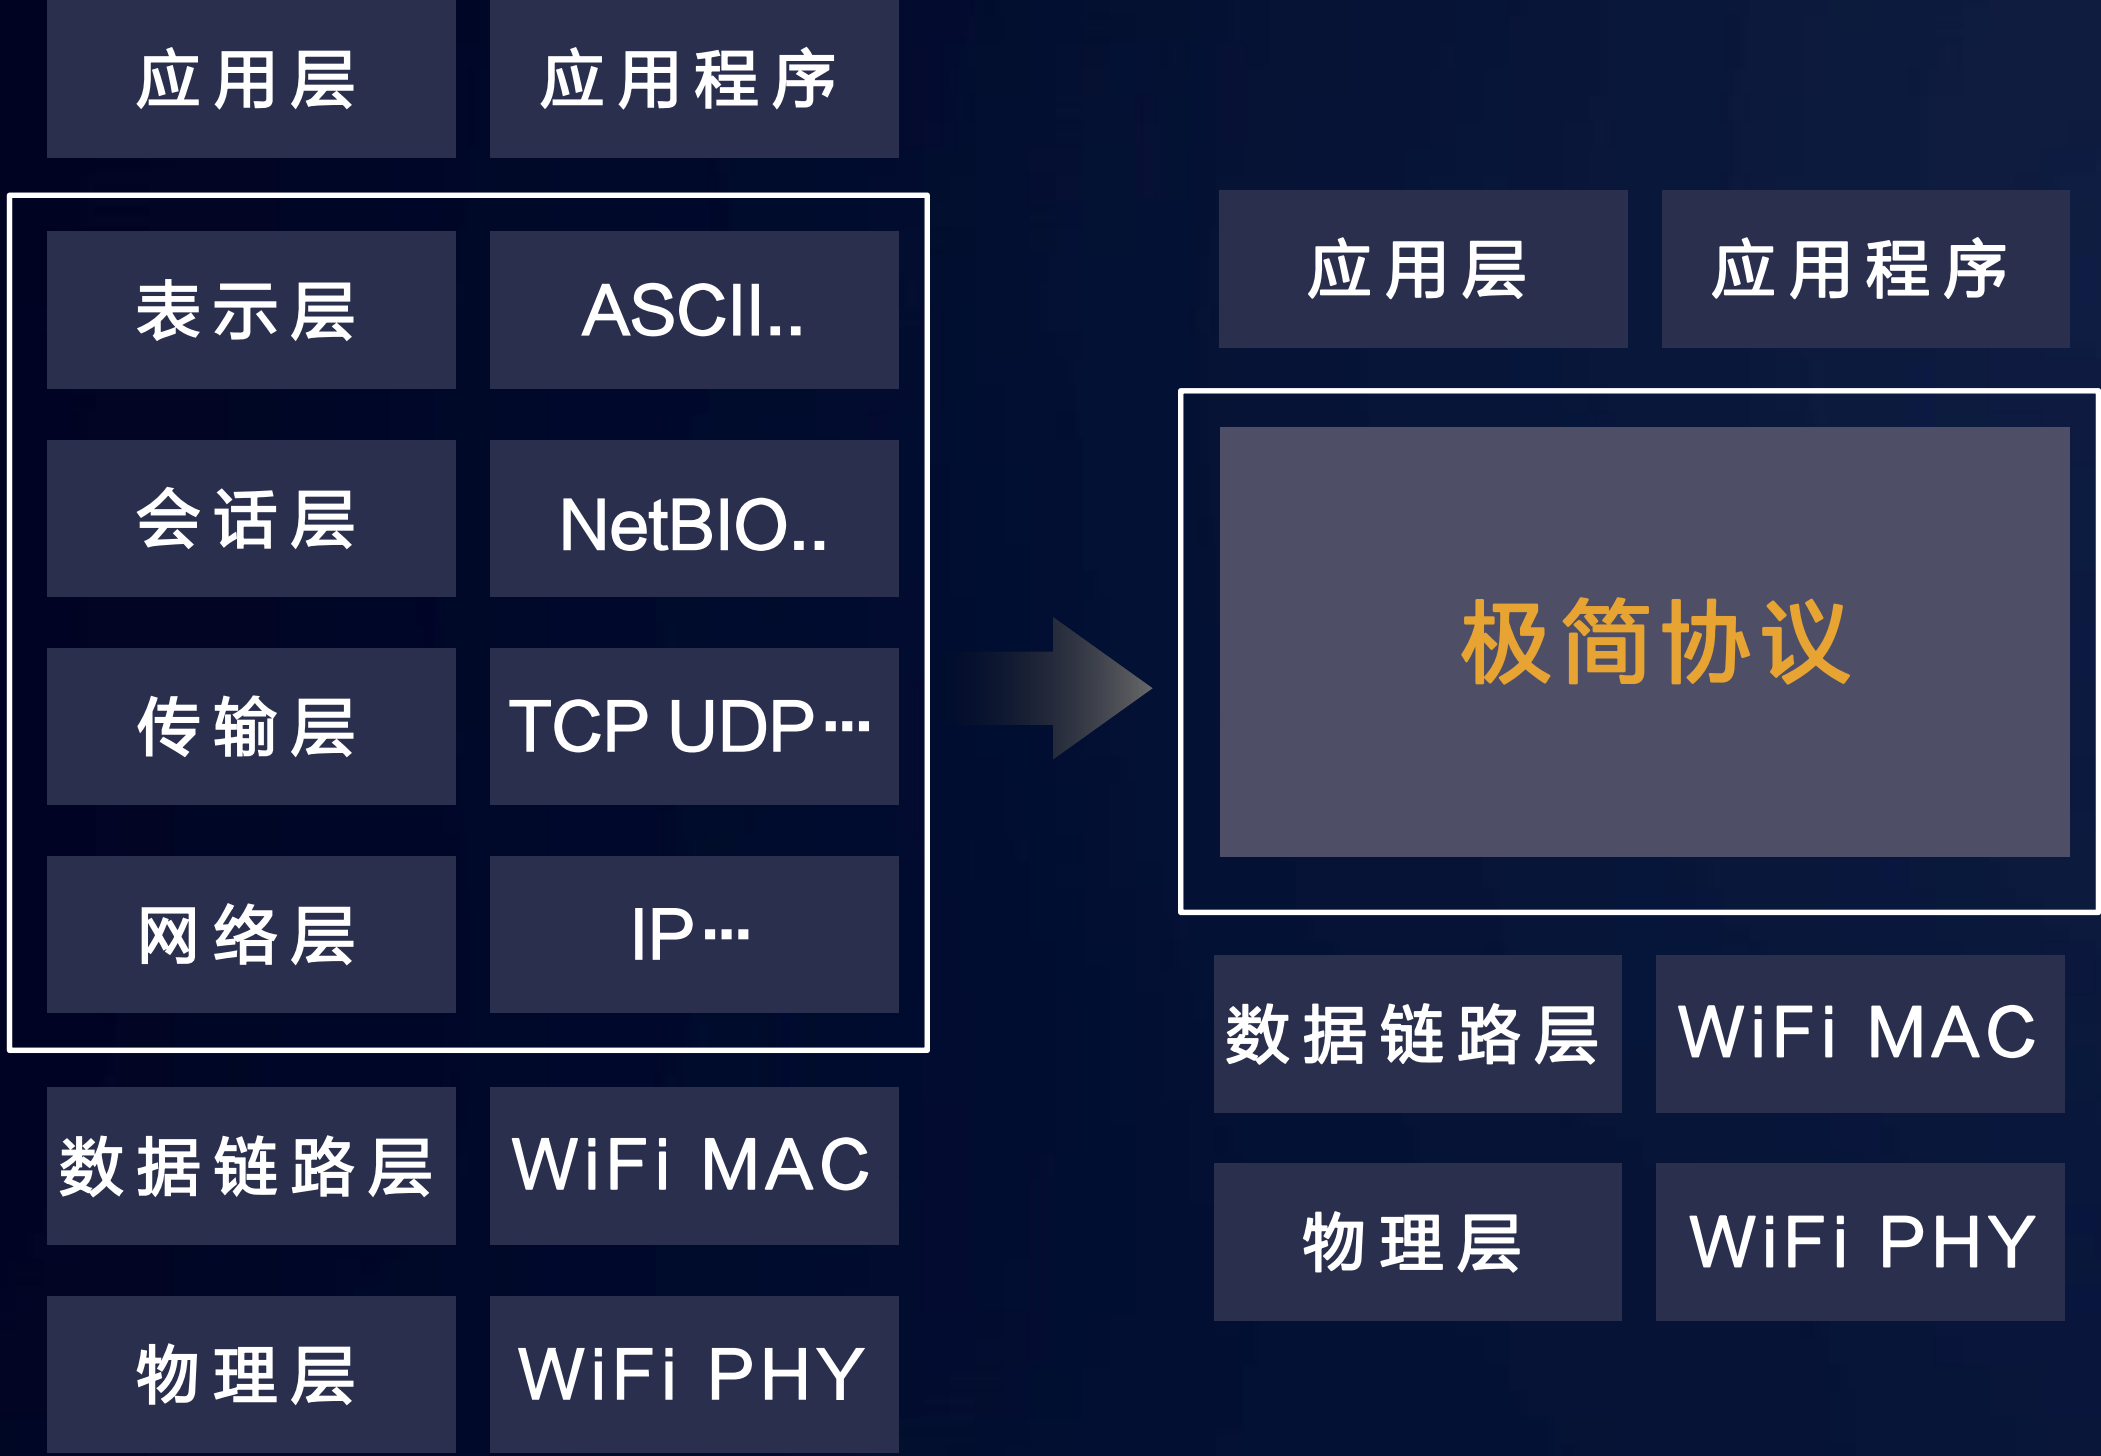 应用层 应用程序
表示层 ASCII..
会话层 NetBIO..
传输层 TCP UDP…
网络层 IP…
数据链路层 WiFi MAC
物理层 WiFi PHY
应用层 应用程序
极简协议
数据链路层 WiFi MAC
物理层 WiFi PHY